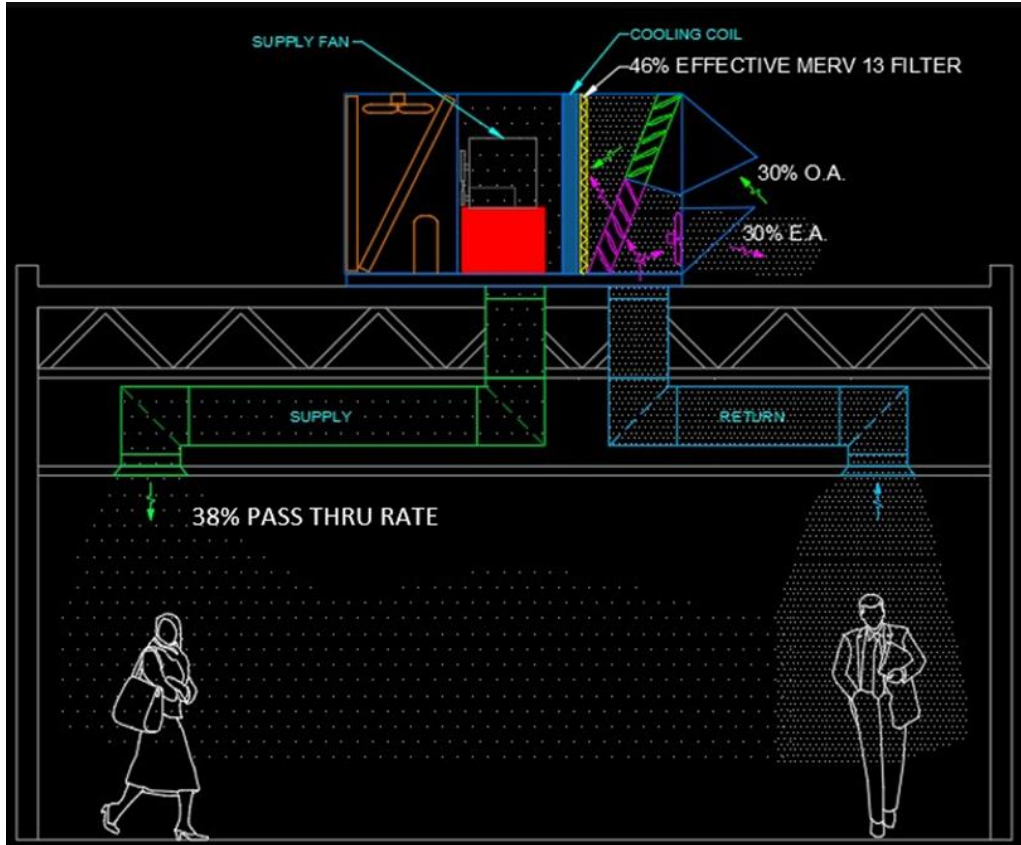 SUPPLY FAN
COOLING COIL
46% EFFECTIVE MERV 13 FILTER
30% O.A.
30% E.A.
SUPPLY
RETURN
38% PASS THRU RATE